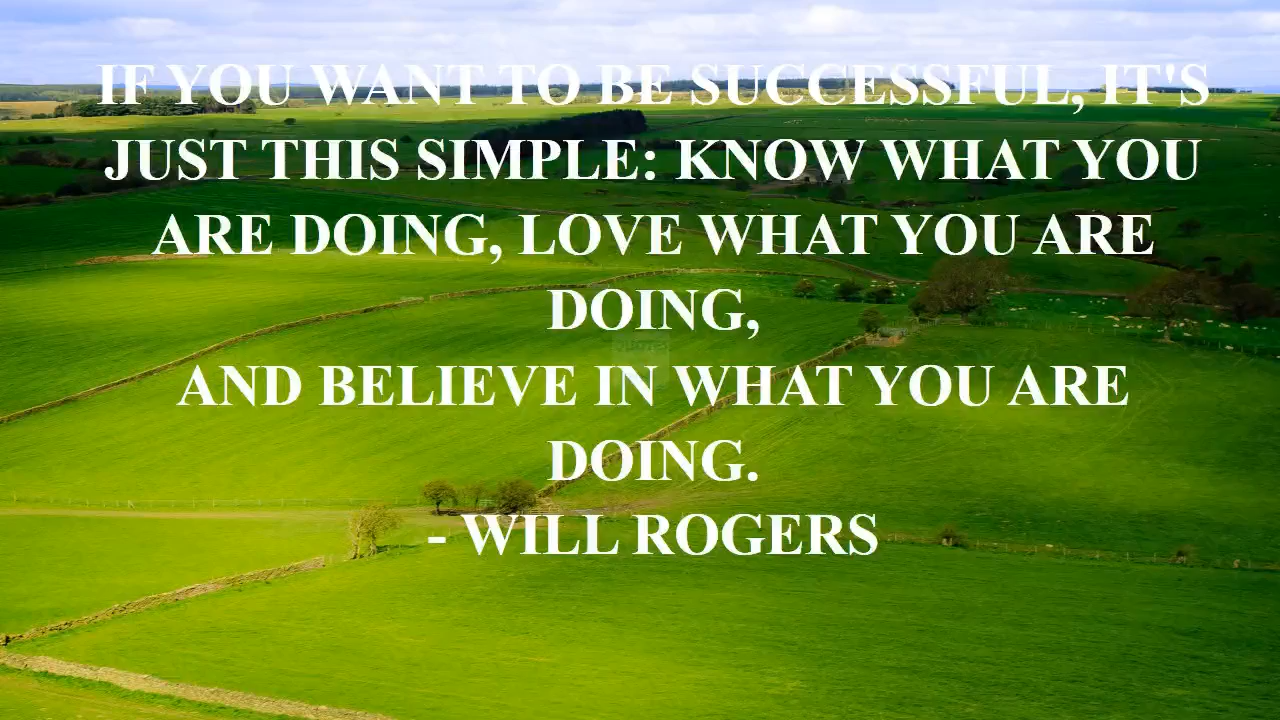 IF YOU WANT TO BE SUCCESSFUL, IT'S
JUST THIS SIMPLE: KNOW WHAT YOU
ARE DOING, LOVE WHAT YOU ARE
DOING,
AND BELIEVE IN WHAT YOU ARE
DOING.
- WILL ROGERS